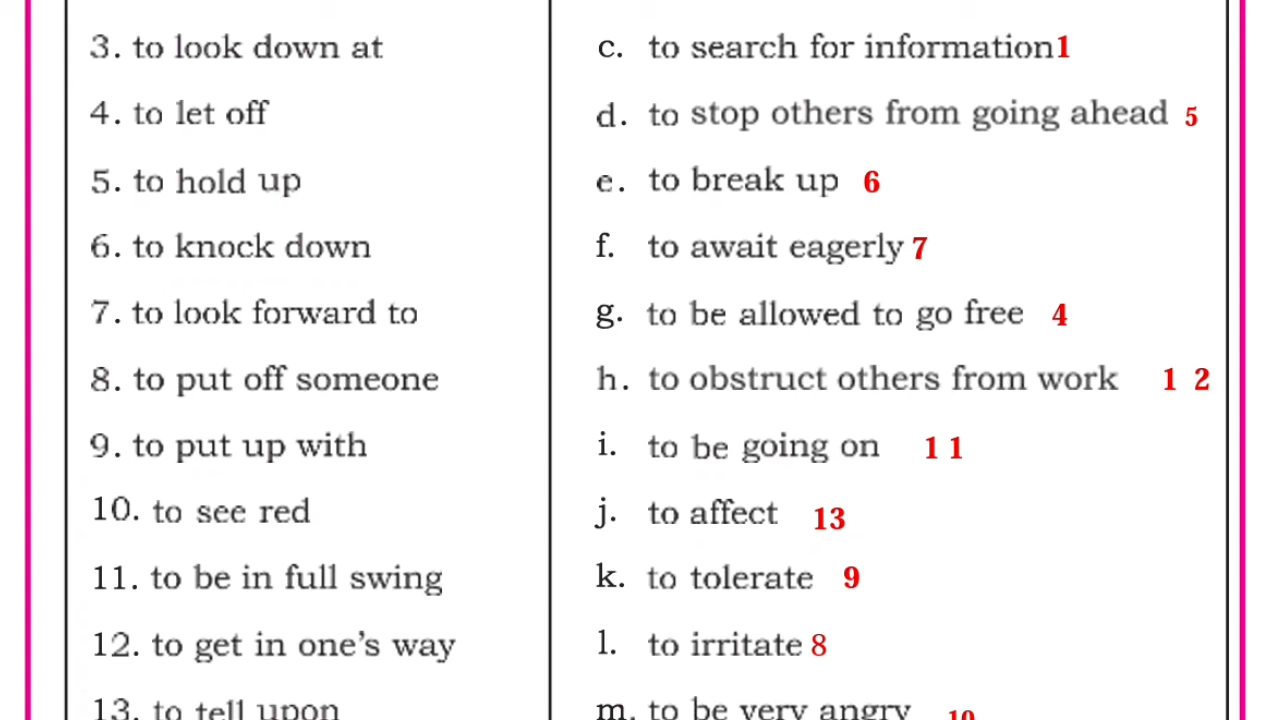 3. to look down at c. to search for information1
4. to let off d. to stop others from going ahead 5
5. to hold up e. to break up 6
6. to knock down f. to await eagerly 7
7. to look forward to g. to be allowed to go free 4
8. to put off someone h. to obstruct others from work 1 2
9. to put up with i. to be going on 1 1
10. to see red j. to affect 13
11. to be in full swing k. to tolerate 9
12. to get in one's way l. to irritate 8
13. to tell upon m. to be very angry 10